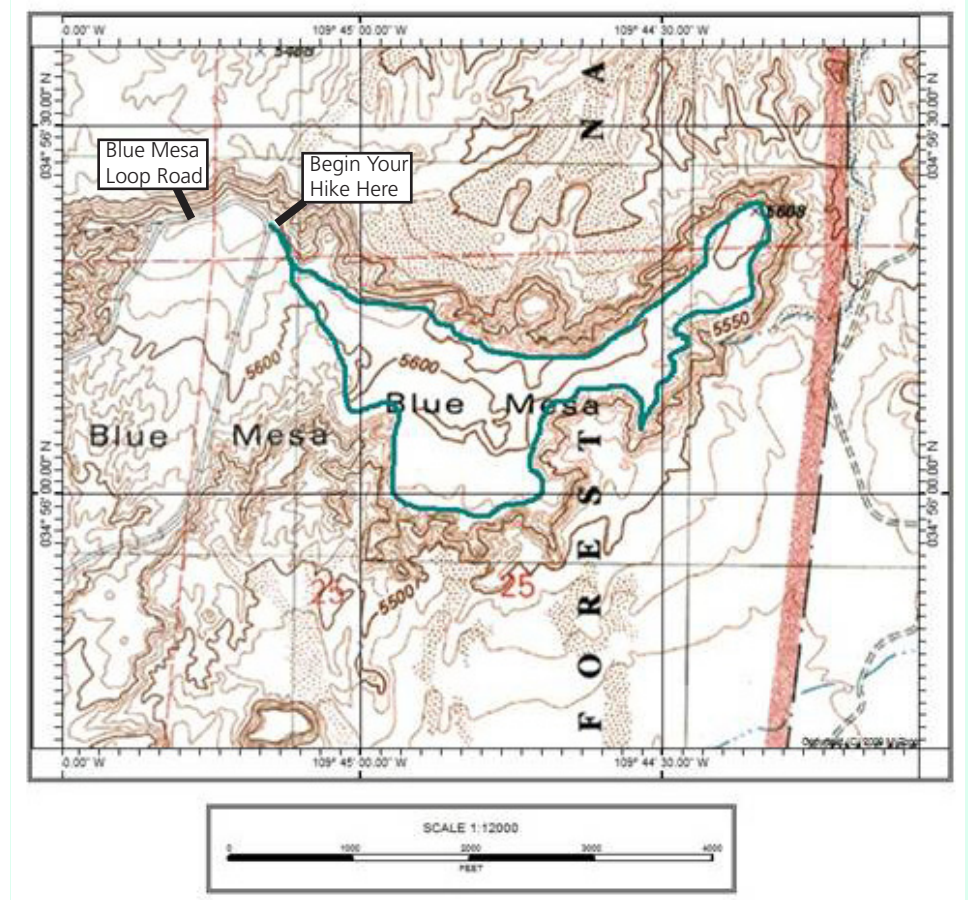 0.00" W
109° 45' 00.00" W
109° 44' 30.00" W
034° 56' 30.00" N
034° 56' 30.00" N
N A
Blue Mesa
Loop Road
Begin Your
Hike Here
5608
5550
5600
5600
Blue Mesa
Blue Mesa
034° 56' 00.00" N
034° 56' 00.00" N
25
25
5500
F O R E S T
0.00" W
109° 45' 00.00" W
109° 44' 30.00" W
SCALE 1:12000
0 1000 2000 3000 4000
FEET